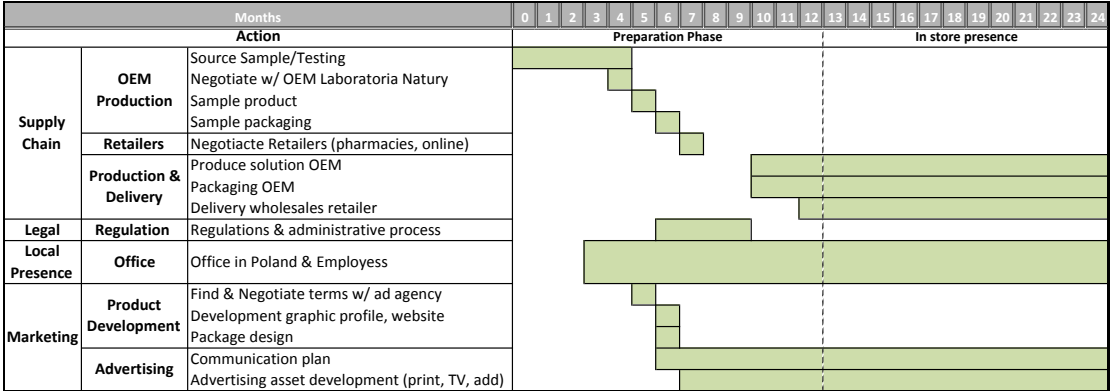 Months 0 1 2 3 4 5 6 7 8 9 10 11 12 13 14 15 16 17 18 19 20 21 22 23 24
Action Preparation Phase In store presence
Supply Chain
OEM Production
Source Sample/Testing
Negotiate w/ OEM Laboratoria Natury
Sample product
Sample packaging
Retailers Negotiacte Retailers (pharmacies, online)
Production & Delivery
Produce solution OEM
Packaging OEM
Delivery wholesales retailer
Legal Regulation Regulations & administrative process
Local Presence
Office Office in Poland & Employess
Marketing
Product Development
Find & Negotiate terms w/ ad agency
Development graphic profile, website
Package design
Advertising
Communication plan
Advertising asset development (print, TV, add)